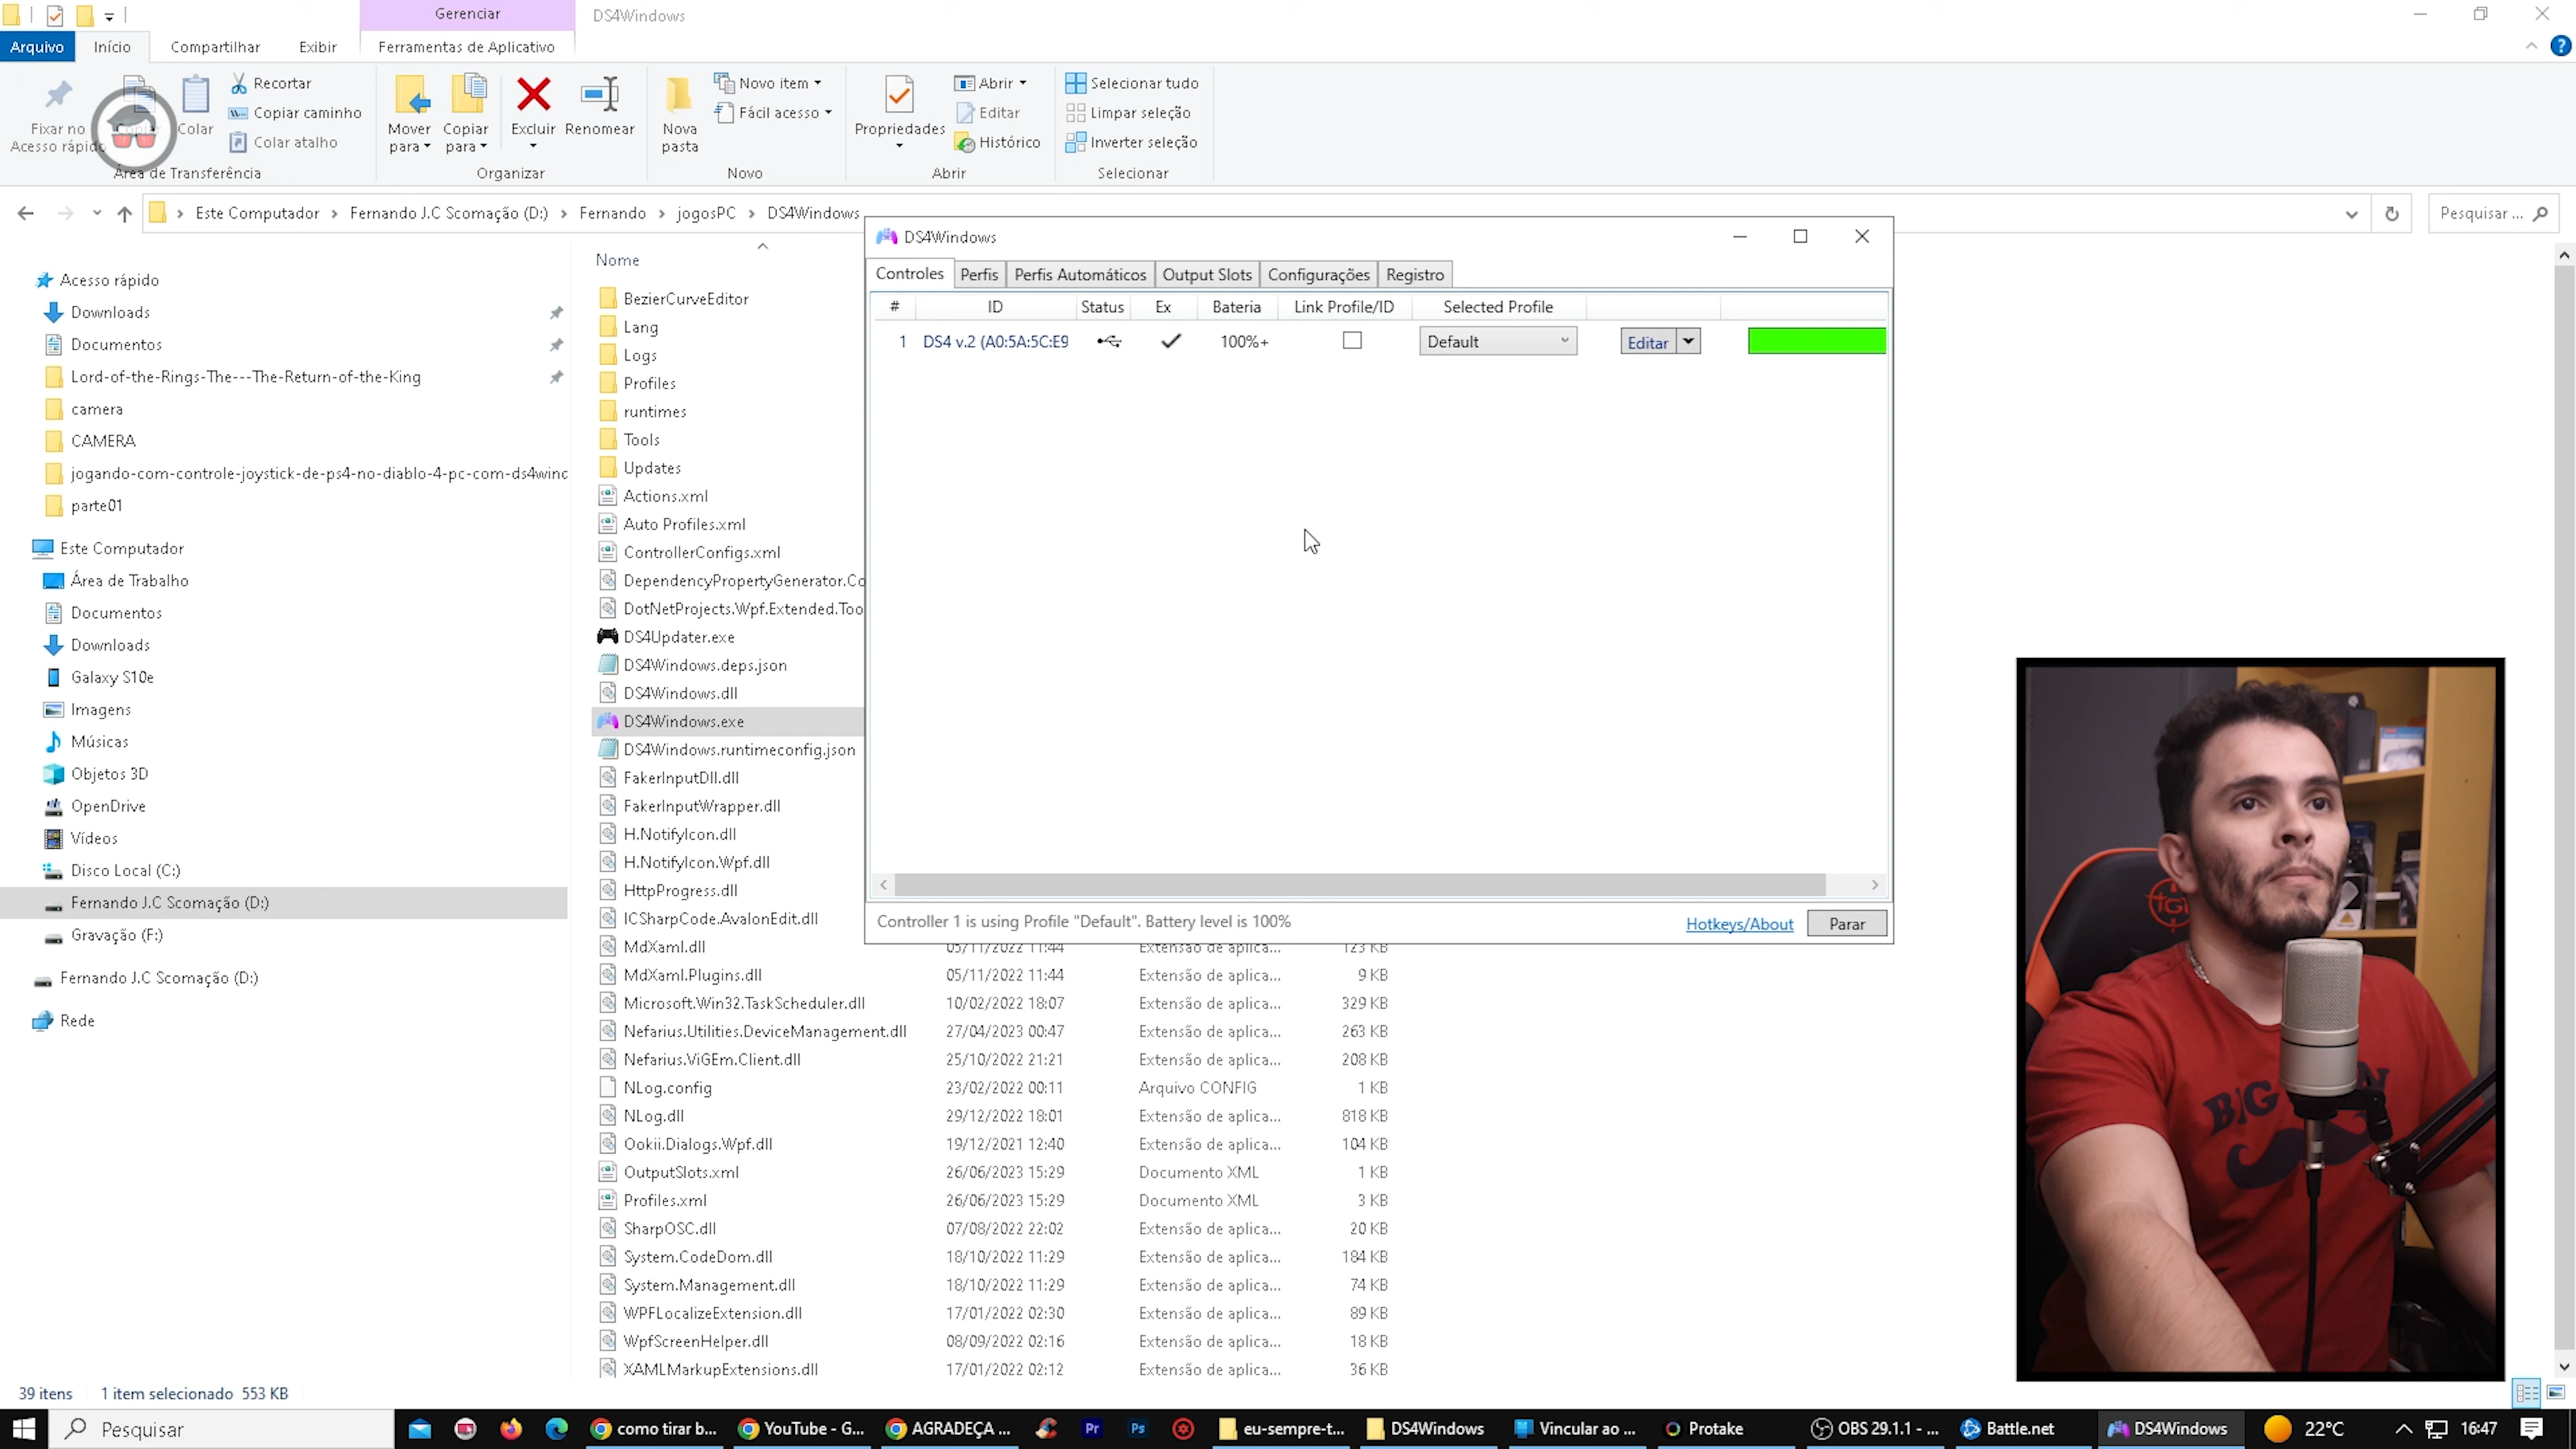 Gerenciar
DS4Windows
Arquivo
Início
Compartilhar
Exibir
Ferramentas de Aplicativo
Fixar no
Acesso rápido
Colar
Recortar
Copiar caminho
Colar atalho
Área de Transferência
Mover para
Copiar para
Excluir
Renomear
Organizar
Nova pasta
Novo item
Fácil acesso
Novo
Propriedades
Abrir
Editar
Histórico
Abrir
Selecionar tudo
Limpar seleção
Inverter seleção
Selecionar
Este Computador > Fernando J.C Scomação (D:) > Fernando > jogosPC > DS4Windows
Pesquisar ...
Acesso rápido
Downloads
Documentos
Lord-of-the-Rings-The---The-Return-of-the-King
camera
CAMERA
jogando-com-controle-joystick-de-ps4-no-diablo-4-pc-com-ds4winc
parte01
Este Computador
Área de Trabalho
Documentos
Downloads
Galaxy S10e
Imagens
Músicas
Objetos 3D
OpenDrive
Vídeos
Disco Local (C:)
Fernando J.C Scomação (D:)
Gravação (F:)
Fernando J.C Scomação (D:)
Rede
Nome
BezierCurveEditor
Lang
Logs
Profiles
runtimes
Tools
Updates
Actions.xml
Auto Profiles.xml
ControllerConfigs.xml
DependencyPropertyGenerator.Co
DotNetProjects.Wpf.Extended.Too
DS4Updater.exe
DS4Windows.deps.json
DS4Windows.dll
DS4Windows.exe
DS4Windows.runtimeconfig.json
FakerInputDll.dll
FakerInputWrapper.dll
H.NotifyIcon.dll
H.NotifyIcon.Wpf.dll
HttpProgress.dll
ICSharpCode.AvalonEdit.dll
MdXaml.dll 05/11/2022 11:44 Extensão de aplica... 123 KB
MdXaml.Plugins.dll 05/11/2022 11:44 Extensão de aplica... 9 KB
Microsoft.Win32.TaskScheduler.dll 10/02/2022 18:07 Extensão de aplica... 329 KB
Nefarius.Utilities.DeviceManagement.dll 27/04/2023 00:47 Extensão de aplica... 263 KB
Nefarius.ViGEm.Client.dll 25/10/2022 21:21 Extensão de aplica... 208 KB
NLog.config 23/02/2022 00:11 Arquivo CONFIG 1 KB
NLog.dll 29/12/2022 18:01 Extensão de aplica... 818 KB
Ookii.Dialogs.Wpf.dll 19/12/2021 12:40 Extensão de aplica... 104 KB
OutputSlots.xml 26/06/2023 15:29 Documento XML 1 KB
Profiles.xml 26/06/2023 15:29 Documento XML 3 KB
SharpOSC.dll 07/08/2022 22:02 Extensão de aplica... 20 KB
System.CodeDom.dll 18/10/2022 11:29 Extensão de aplica... 184 KB
System.Management.dll 18/10/2022 11:29 Extensão de aplica... 74 KB
WPFLocalizeExtension.dll 17/01/2022 02:30 Extensão de aplica... 89 KB
WpfScreenHelper.dll 08/09/2022 02:16 Extensão de aplica... 18 KB
XAMLMarkupExtensions.dll 17/01/2022 02:12 Extensão de aplica... 36 KB
DS4Windows
Controles Perfis Perfis Automáticos Output Slots Configurações Registro
# ID Status Ex Bateria Link Profile/ID Selected Profile
1 DS4 v.2 (A0:5A:5C:E9 100%+ Default Editar
Controller 1 is using Profile "Default". Battery level is 100%
Hotkeys/About
Parar
39 itens 1 item selecionado 553 KB
Pesquisar
como tirar b...
YouTube - G...
AGRADEÇA ...
Pr
Ps
eu-sempre-t...
DS4Windows
Vincular ao ...
Protake
OBS 29.1.1 - ...
Battle.net
DS4Windows
22°C
16:47